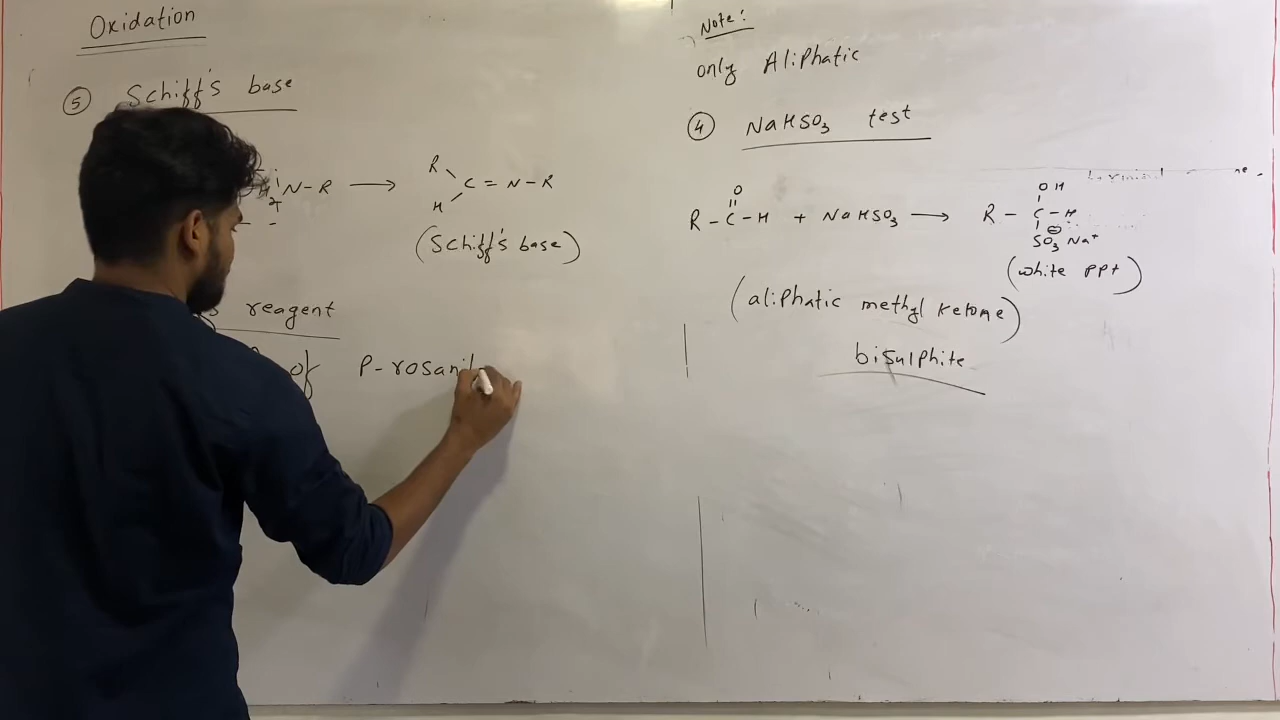 Oxidation
⑤ Schiff's base
N-R ⟶ R C = N - R
H
(Schiff's base)
reagent
of P-rosanil
Note:
only Aliphatic
④ NaHSO₃ test
O OH
R - C - H + NaHSO₃ ⟶ R - C - H
SO₃ Na⁺
⊖
(white ppt)
(aliphatic methyl ketone)
bisulphite